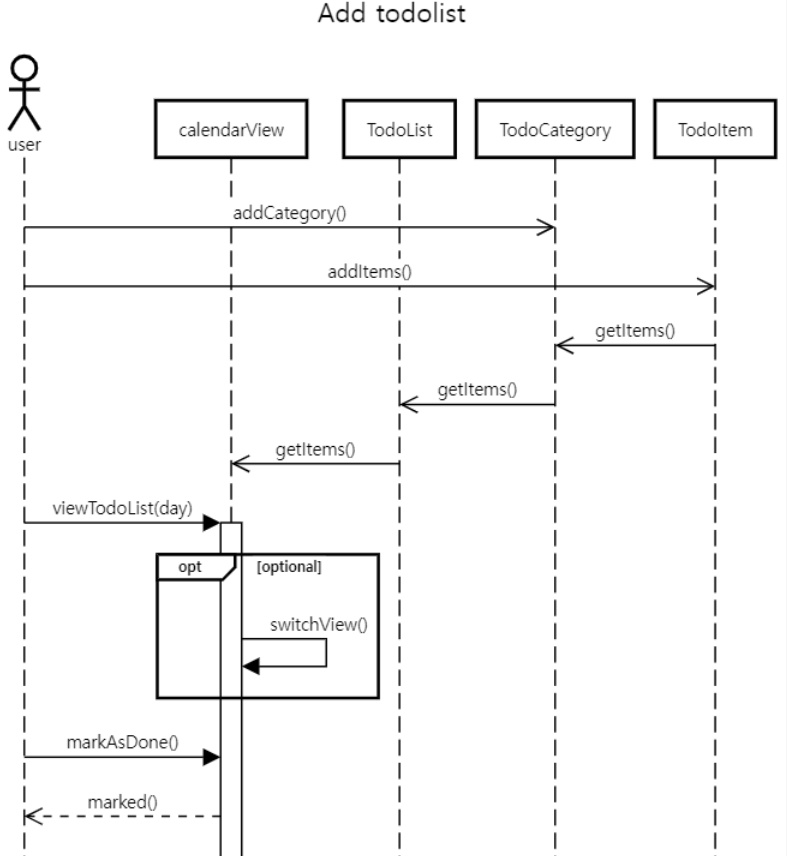 Add todolist
user
calendarView
TodoList
TodoCategory
TodoItem
addCategory()
addItems()
getItems()
getItems()
getItems()
viewTodoList(day)
opt
[optional]
switchView()
markAsDone()
marked()